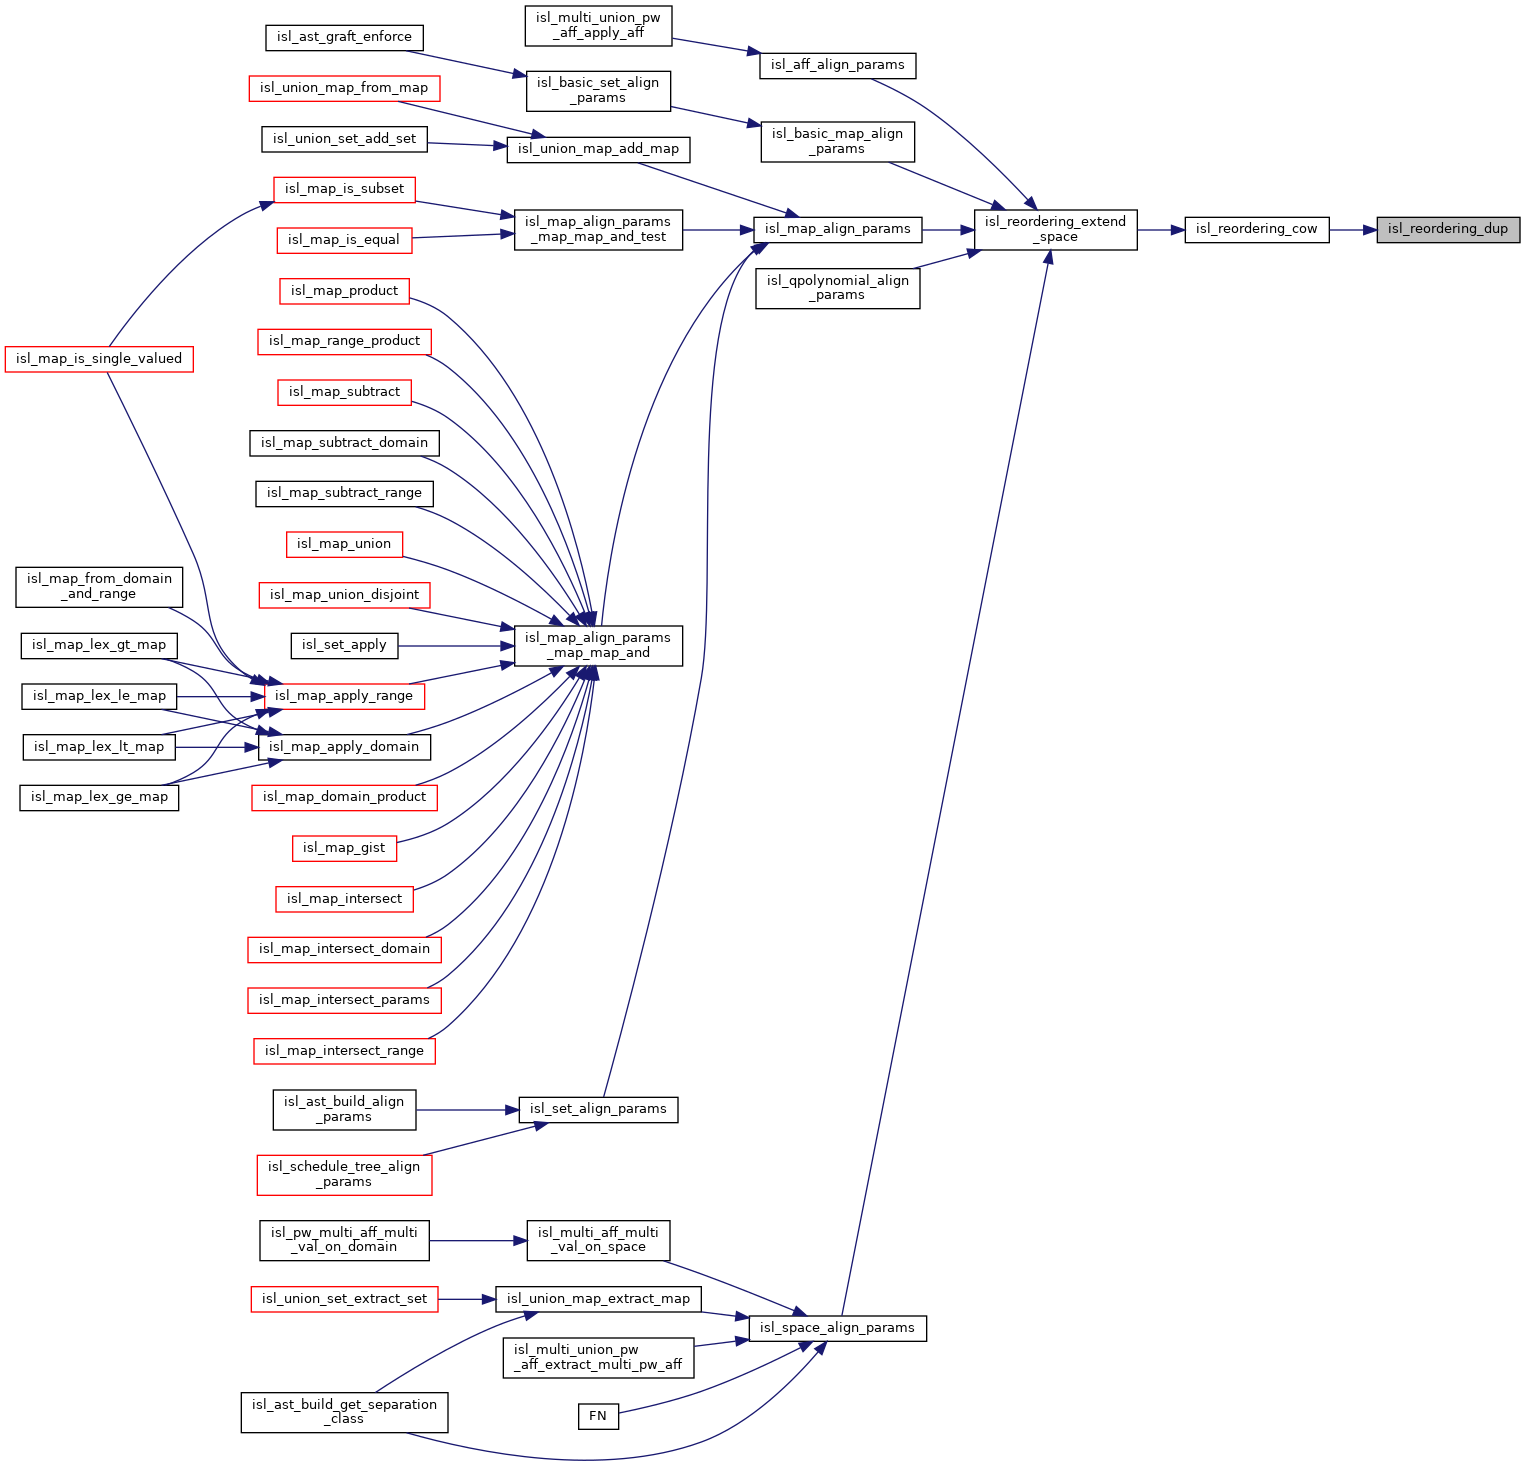 isl_multi_union_pw
_aff_apply_aff
isl_ast_graft_enforce
isl_aff_align_params
isl_union_map_from_map
isl_basic_set_align
_params
isl_union_set_add_set
isl_basic_map_align
_params
isl_union_map_add_map
isl_map_is_subset
isl_map_align_params
_map_map_and_test
isl_map_align_params
isl_reordering_extend
_space
isl_reordering_cow
isl_reordering_dup
isl_map_is_equal
isl_map_product
isl_qpolynomial_align
_params
isl_map_range_product
isl_map_is_single_valued
isl_map_subtract
isl_map_subtract_domain
isl_map_subtract_range
isl_map_union
isl_map_from_domain
_and_range
isl_map_union_disjoint
isl_map_lex_gt_map
isl_set_apply
isl_map_align_params
_map_map_and
isl_map_lex_le_map
isl_map_apply_range
isl_map_lex_lt_map
isl_map_apply_domain
isl_map_lex_ge_map
isl_map_domain_product
isl_map_gist
isl_map_intersect
isl_map_intersect_domain
isl_map_intersect_params
isl_map_intersect_range
isl_ast_build_align
_params
isl_set_align_params
isl_schedule_tree_align
_params
isl_pw_multi_aff_multi
_val_on_domain
isl_multi_aff_multi
_val_on_space
isl_union_set_extract_set
isl_union_map_extract_map
isl_space_align_params
isl_multi_union_pw
_aff_extract_multi_pw_aff
isl_ast_build_get_separation
_class
FN